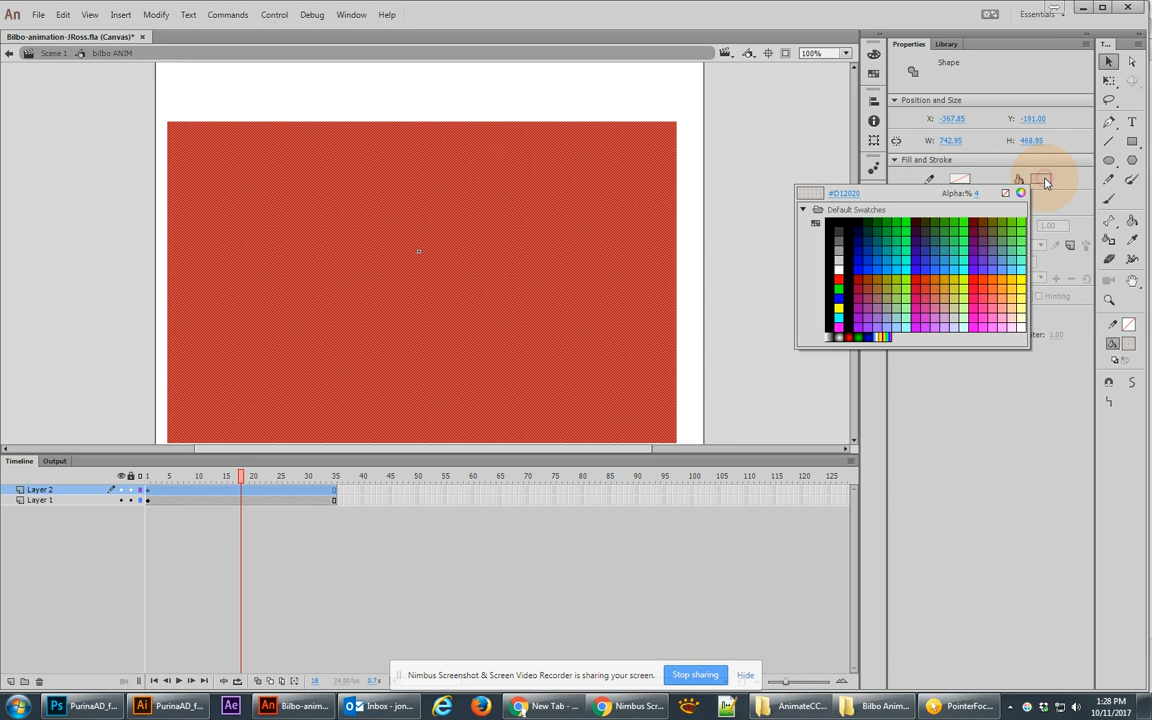 An File Edit View Insert Modify Text Commands Control Debug Window Help Essentials
Bilbo-animation-JRoss.fla (Canvas)* ×
Scene 1 bilbo ANIM 100%
Properties Library T...
Shape
Position and Size
X: -367.85 Y: -191.00
W: 742.95 H: 468.95
Fill and Stroke
#D12020 Alpha:% 4
Default Swatches
1.00
Hinting
ter: 1.00
Timeline Output
1 5 10 15 20 25 30 35 40 45 50 55 60 65 70 75 80 85 90 95 100 105 110 115 120 125
Layer 2
Layer 1
18 24.00 fps 0.7s
Nimbus Screenshot & Screen Video Recorder is sharing your screen. Stop sharing Hide
Ps PurinaAD_f... Ai PurinaAD_f... Ae An Bilbo-anim... Inbox - jon... New Tab - ... Nimbus Scr... AnimateCC... Bilbo Anim... PointerFoc...
1:28 PM
10/11/2017